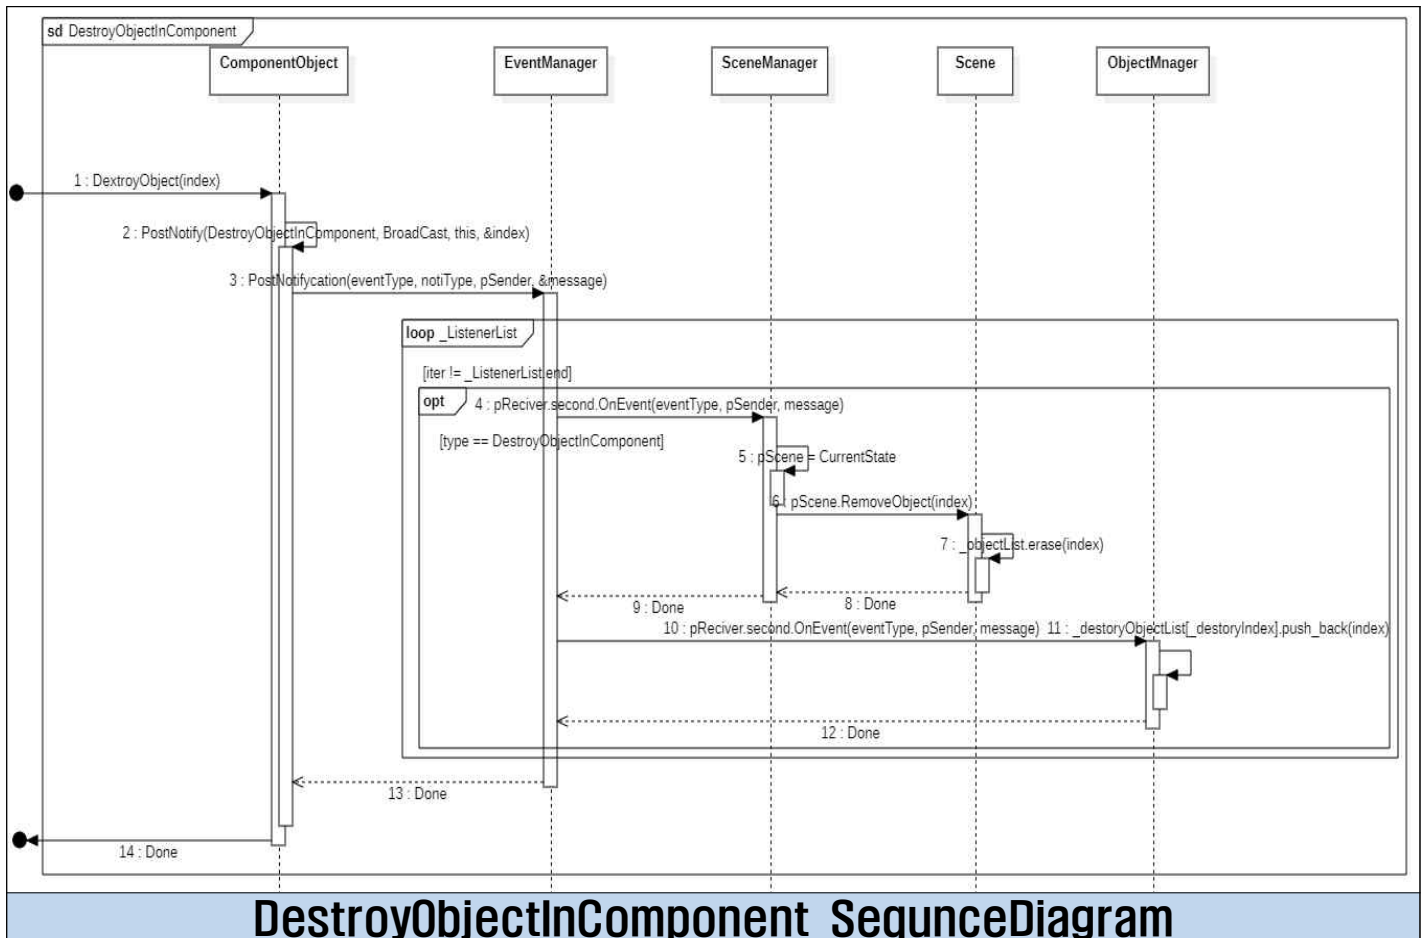 sd DestroyObjectInComponent
ComponentObject
EventManager
SceneManager
Scene
ObjectMnager
1 : DextroyObject(index)
2 : PostNotify(DestroyObjectInComponent, BroadCast, this, &index)
3 : PostNotifycation(eventType, notiType, pSender, &message)
loop _ListenerList
[iter != _ListenerList.end]
opt
4 : pReciver.second.OnEvent(eventType, pSender, message)
[type == DestroyObjectInComponent]
5 : pScene = CurrentState
6 : pScene.RemoveObject(index)
7 : _objectList.erase(index)
8 : Done
9 : Done
10 : pReciver.second.OnEvent(eventType, pSender, message)
11 : _destoryObjectList[_destoryIndex].push_back(index)
12 : Done
13 : Done
14 : Done
DestroyObjectInComponent SequnceDiagram